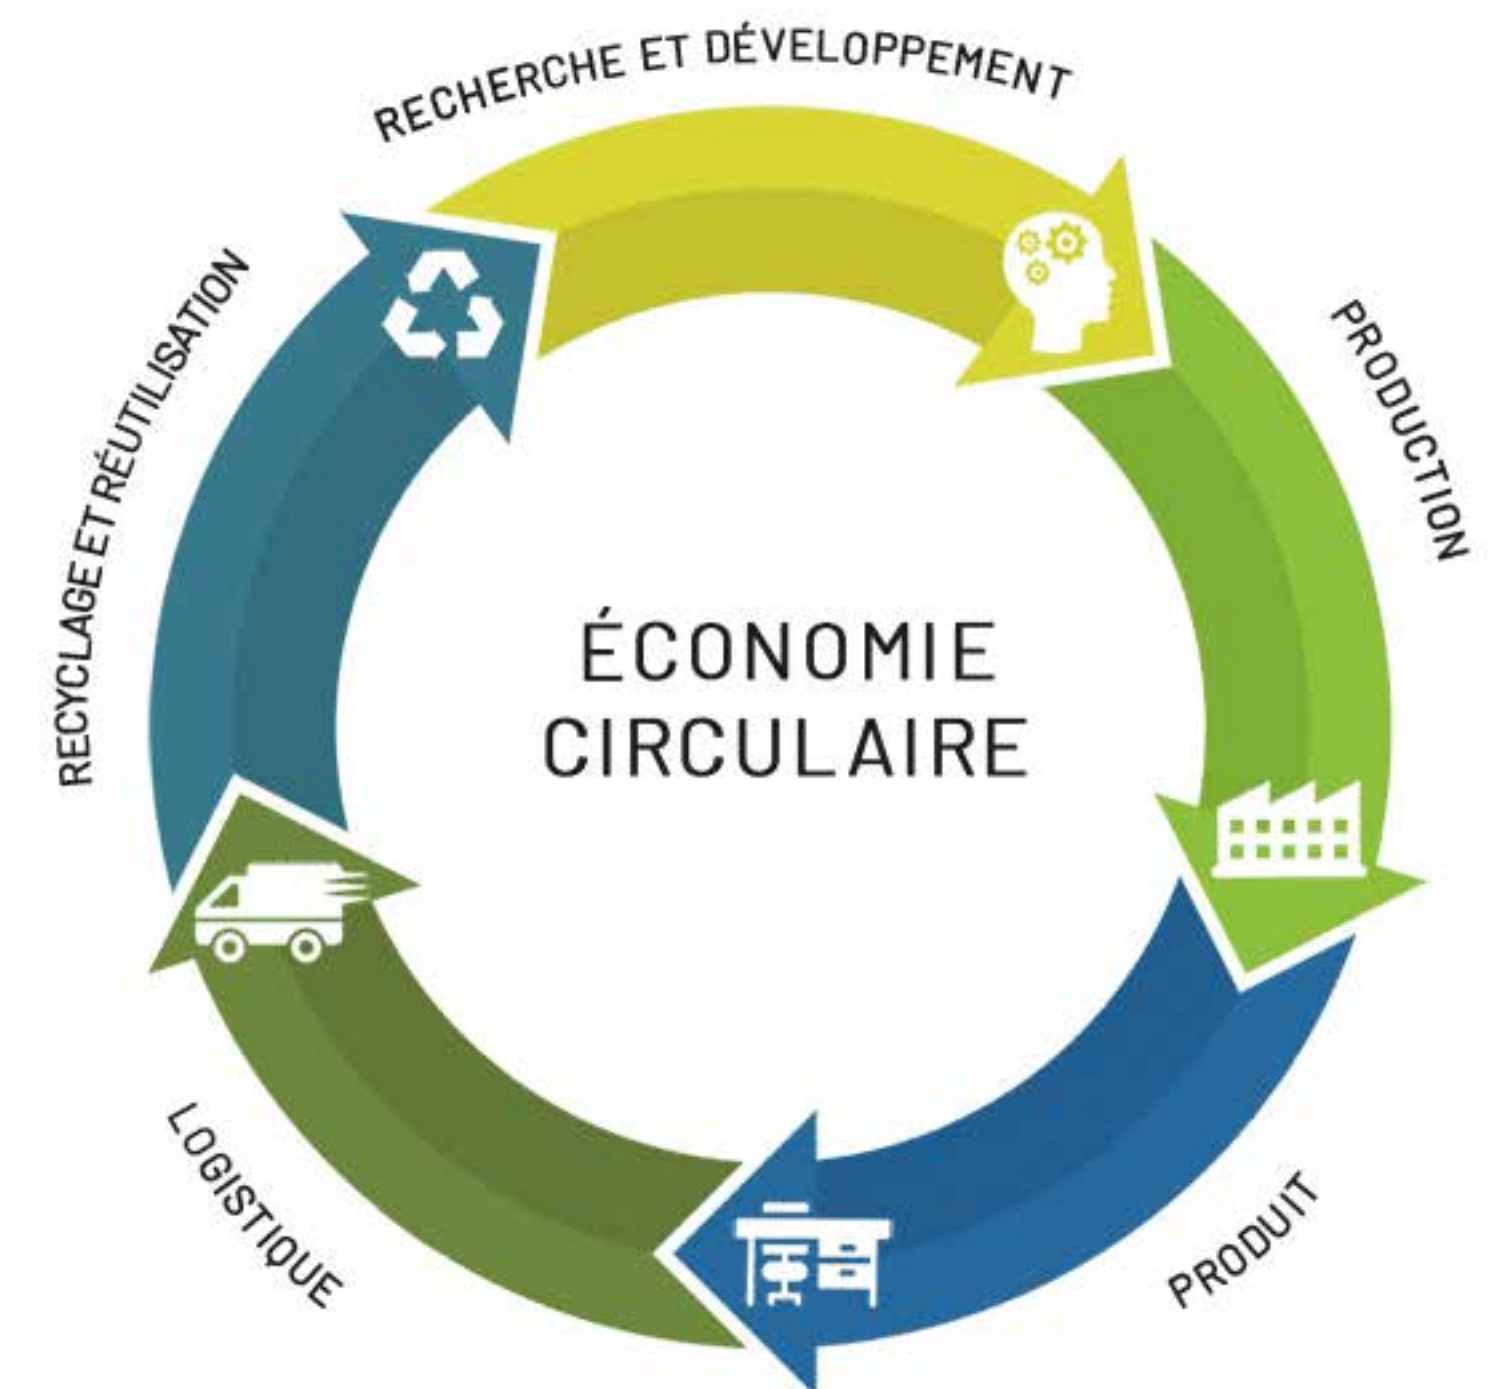 RECHERCHE ET DÉVELOPPEMENT
PRODUCTION
PRODUIT
LOGISTIQUE
RECYCLAGE ET RÉUTILISATION
ÉCONOMIE
CIRCULAIRE